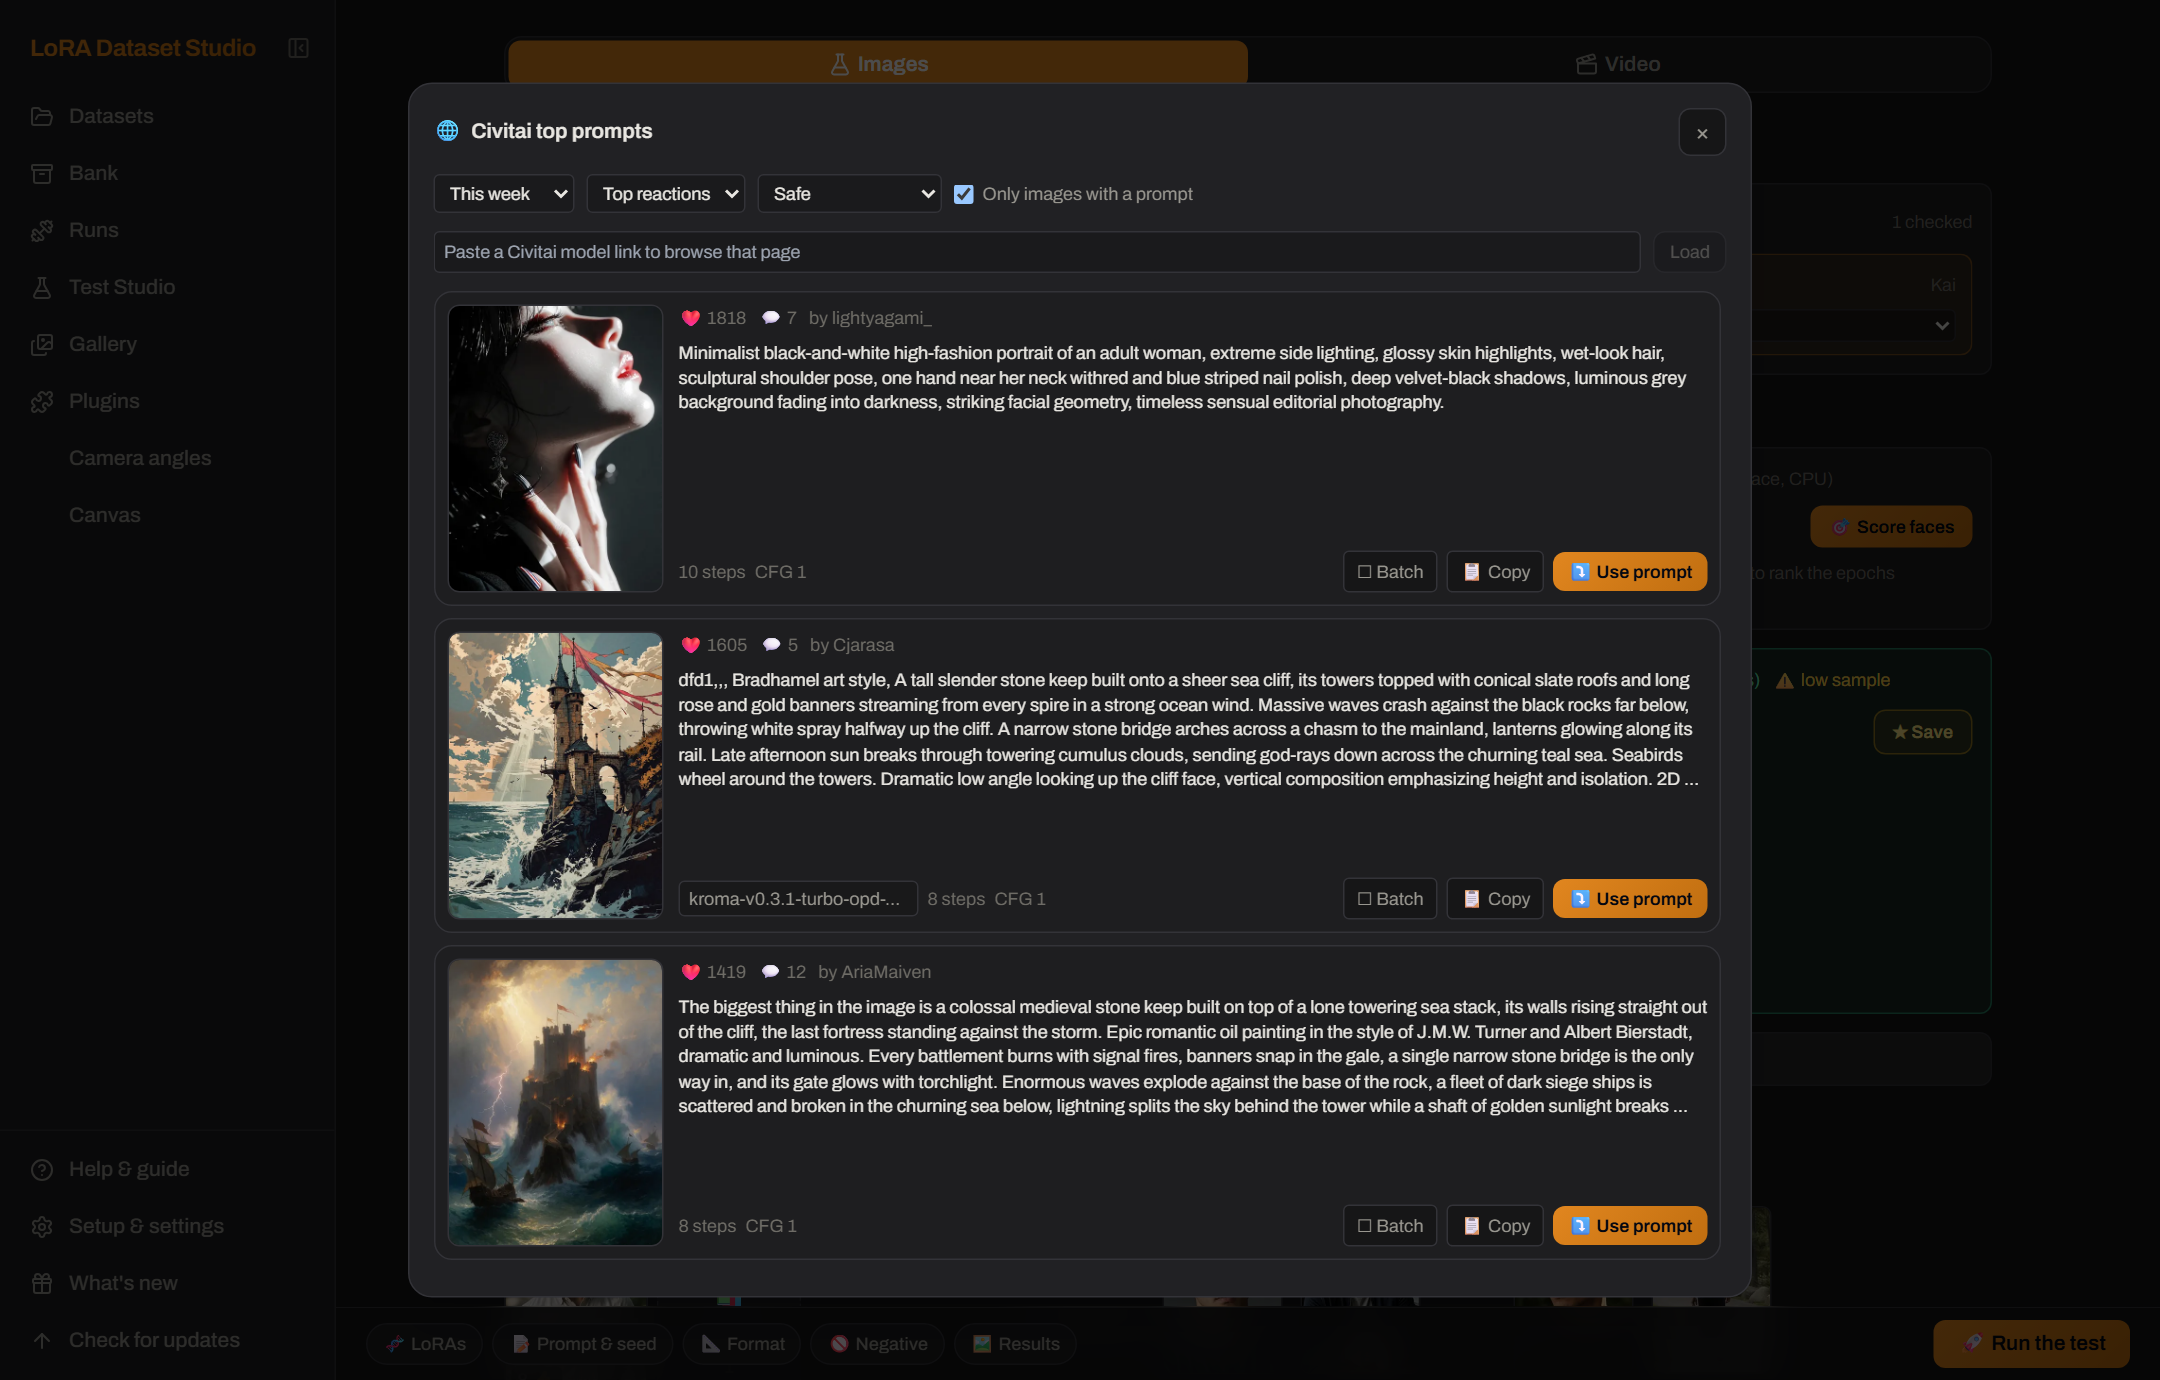 LoRA Dataset Studio
Datasets
Bank
Runs
Test Studio
Gallery
Plugins
Camera angles
Canvas
Help & guide
Setup & settings
What's new
Check for updates
Images
Video
Civitai top prompts
×
This week
Top reactions
Safe
Only images with a prompt
Paste a Civitai model link to browse that page
Load
1818 7 by lightyagami_
Minimalist black-and-white high-fashion portrait of an adult woman, extreme side lighting, glossy skin highlights, wet-look hair,
sculptural shoulder pose, one hand near her neck withred and blue striped nail polish, deep velvet-black shadows, luminous grey
background fading into darkness, striking facial geometry, timeless sensual editorial photography.
10 steps CFG 1
Batch
Copy
Use prompt
1605 5 by Cjarasa
dfd1,,, Bradhamel art style, A tall slender stone keep built onto a sheer sea cliff, its towers topped with conical slate roofs and long
rose and gold banners streaming from every spire in a strong ocean wind. Massive waves crash against the black rocks far below,
throwing white spray halfway up the cliff. A narrow stone bridge arches across a chasm to the mainland, lanterns glowing along its
rail. Late afternoon sun breaks through towering cumulus clouds, sending god-rays down across the churning teal sea. Seabirds
wheel around the towers. Dramatic low angle looking up the cliff face, vertical composition emphasizing height and isolation. 2D ...
kroma-v0.3.1-turbo-opd-... 8 steps CFG 1
Batch
Copy
Use prompt
1419 12 by AriaMaiven
The biggest thing in the image is a colossal medieval stone keep built on top of a lone towering sea stack, its walls rising straight out
of the cliff, the last fortress standing against the storm. Epic romantic oil painting in the style of J.M.W. Turner and Albert Bierstadt,
dramatic and luminous. Every battlement burns with signal fires, banners snap in the gale, a single narrow stone bridge is the only
way in, and its gate glows with torchlight. Enormous waves explode against the base of the rock, a fleet of dark siege ships is
scattered and broken in the churning sea below, lightning splits the sky behind the tower while a shaft of golden sunlight breaks ...
8 steps CFG 1
Batch
Copy
Use prompt
1 checked
Kai
ace, CPU)
Score faces
to rank the epochs
) low sample
★ Save
LoRAs
Prompt & seed
Format
Negative
Results
Run the test